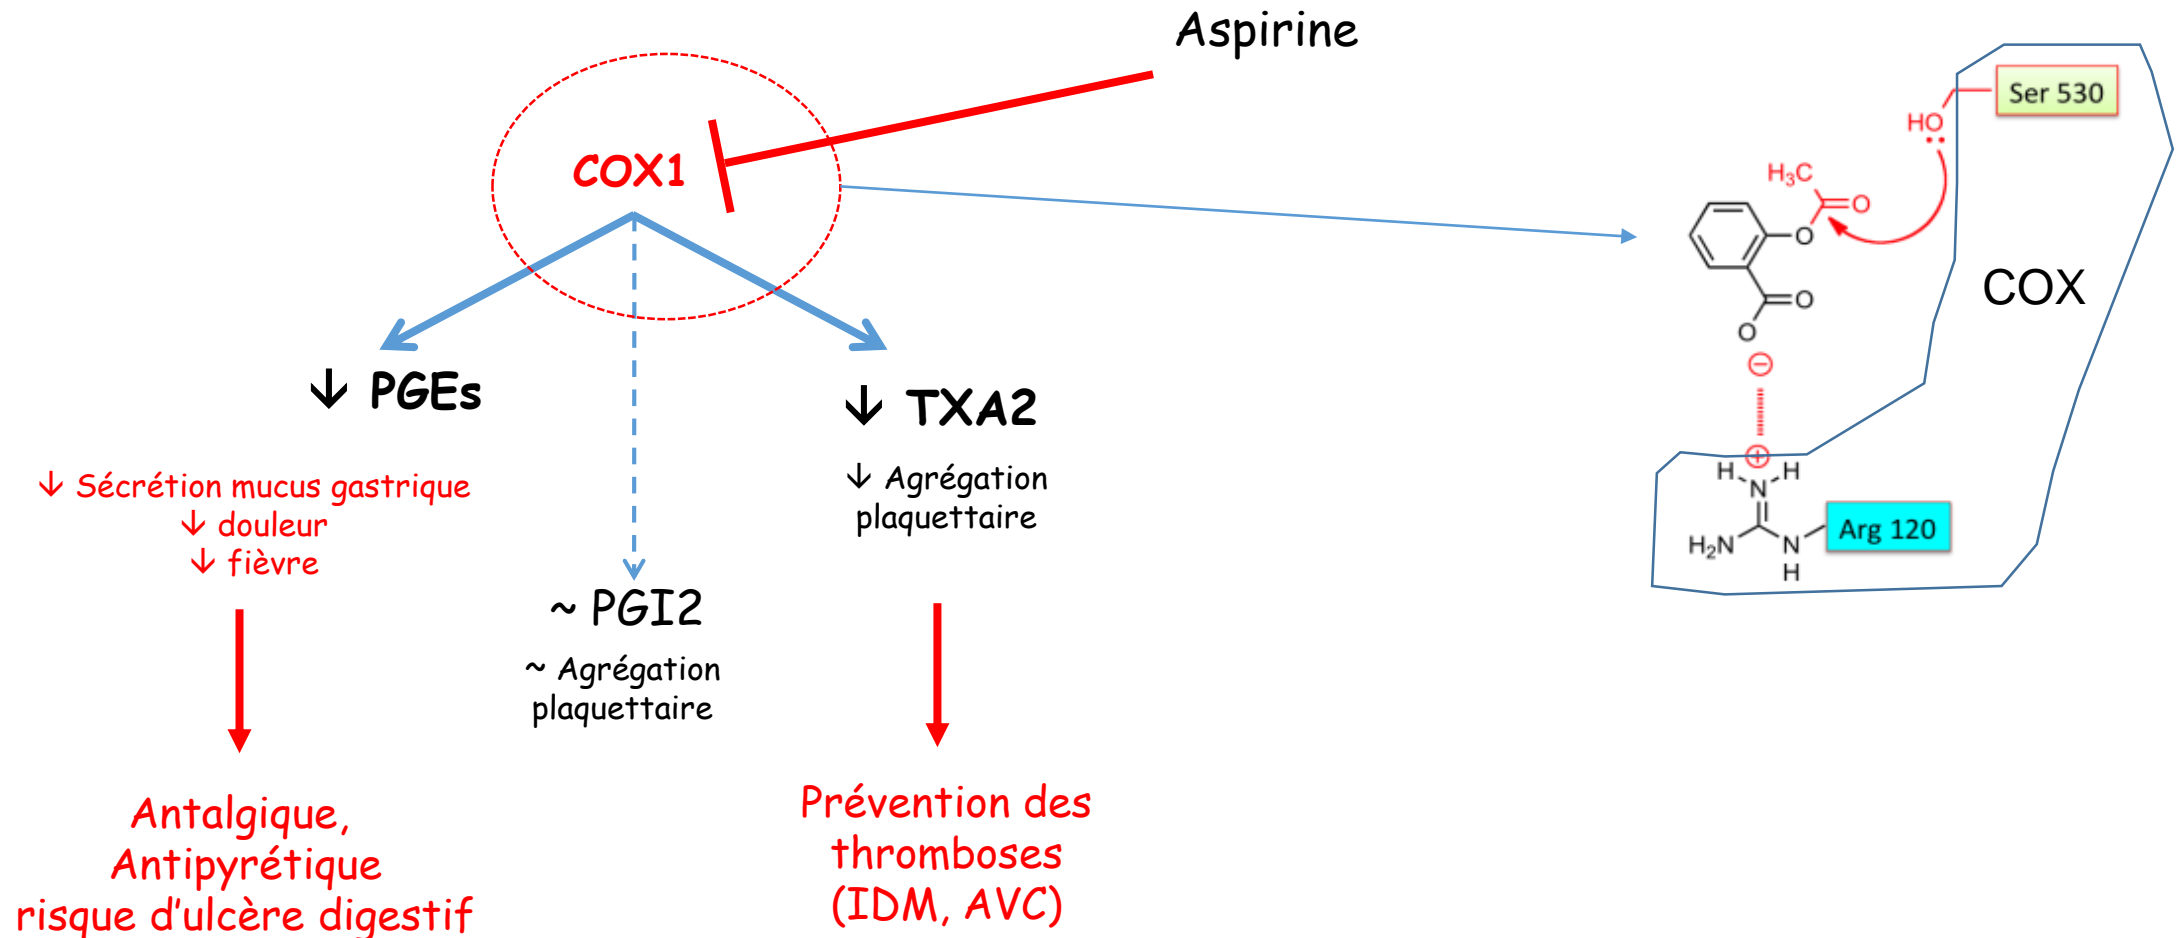 Aspirine
COX1
↓ PGEs
↓ Sécrétion mucus gastrique
↓ douleur
↓ fièvre
Antalgique,
Antipyrétique
risque d'ulcère digestif
~ PGI2
~ Agrégation
plaquettaire
↓ TXA2
↓ Agrégation
plaquettaire
Prévention des
thromboses
(IDM, AVC)
Ser 530
HO
H₃C
O
O
O
O
COX
⊖
⊕
H H
N
H₂N N
H
Arg 120